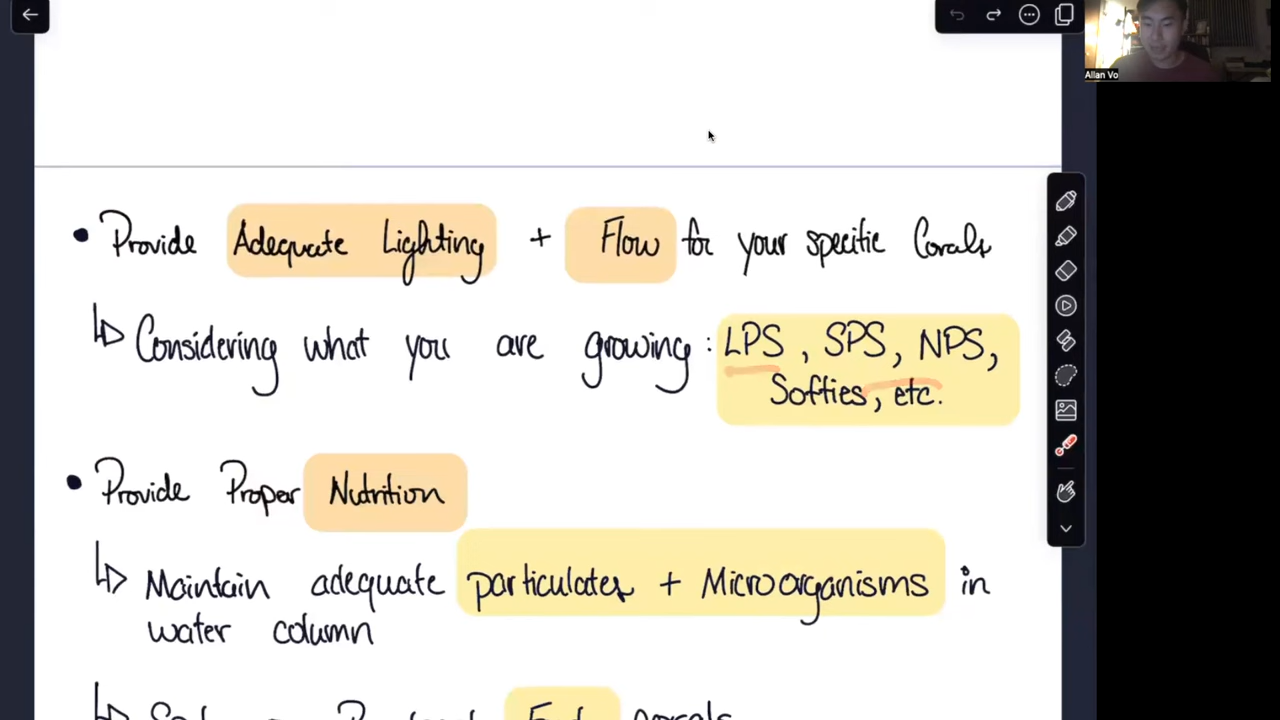 Allan Vo
• Provide Adequate Lighting + Flow for your specific Corals
↳ Considering what you are growing: LPS, SPS, NPS,
Softies, etc.
• Provide Proper Nutrition
↳ Maintain adequate particulates + Microorganisms in
water column